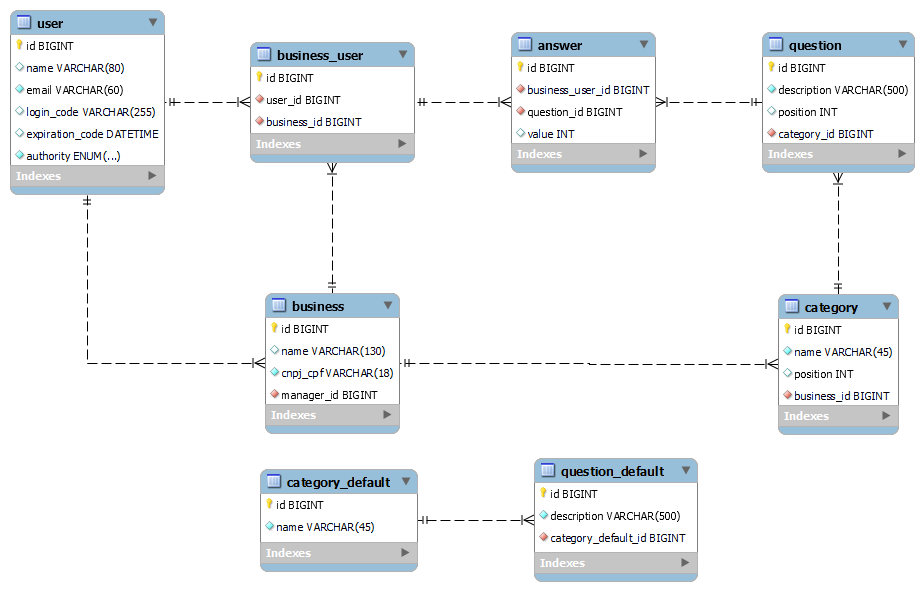 user
id BIGINT
name VARCHAR(80)
email VARCHAR(60)
login_code VARCHAR(255)
expiration_code DATETIME
authority ENUM(...)
Indexes
business_user
id BIGINT
user_id BIGINT
business_id BIGINT
Indexes
answer
id BIGINT
business_user_id BIGINT
question_id BIGINT
value INT
Indexes
question
id BIGINT
description VARCHAR(500)
position INT
category_id BIGINT
Indexes
business
id BIGINT
name VARCHAR(130)
cnpj_cpf VARCHAR(18)
manager_id BIGINT
Indexes
category
id BIGINT
name VARCHAR(45)
position INT
business_id BIGINT
Indexes
category_default
id BIGINT
name VARCHAR(45)
Indexes
question_default
id BIGINT
description VARCHAR(500)
category_default_id BIGINT
Indexes